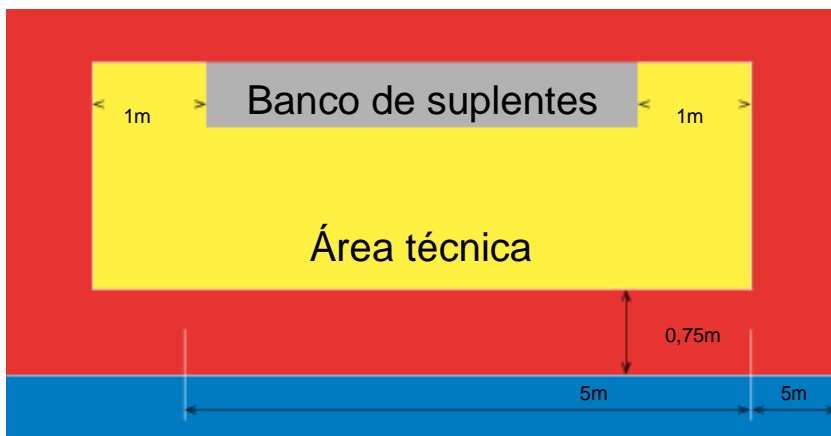 Banco de suplentes
1m
1m
Área técnica
0,75m
5m
5m